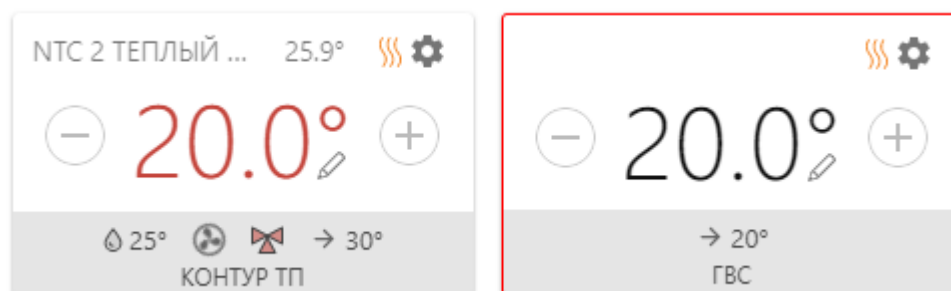 NTC 2 ТЕПЛЫЙ ... 25.9°
20.0°
25° → 30°
КОНТУР ТП
20.0°
→ 20°
ГВС